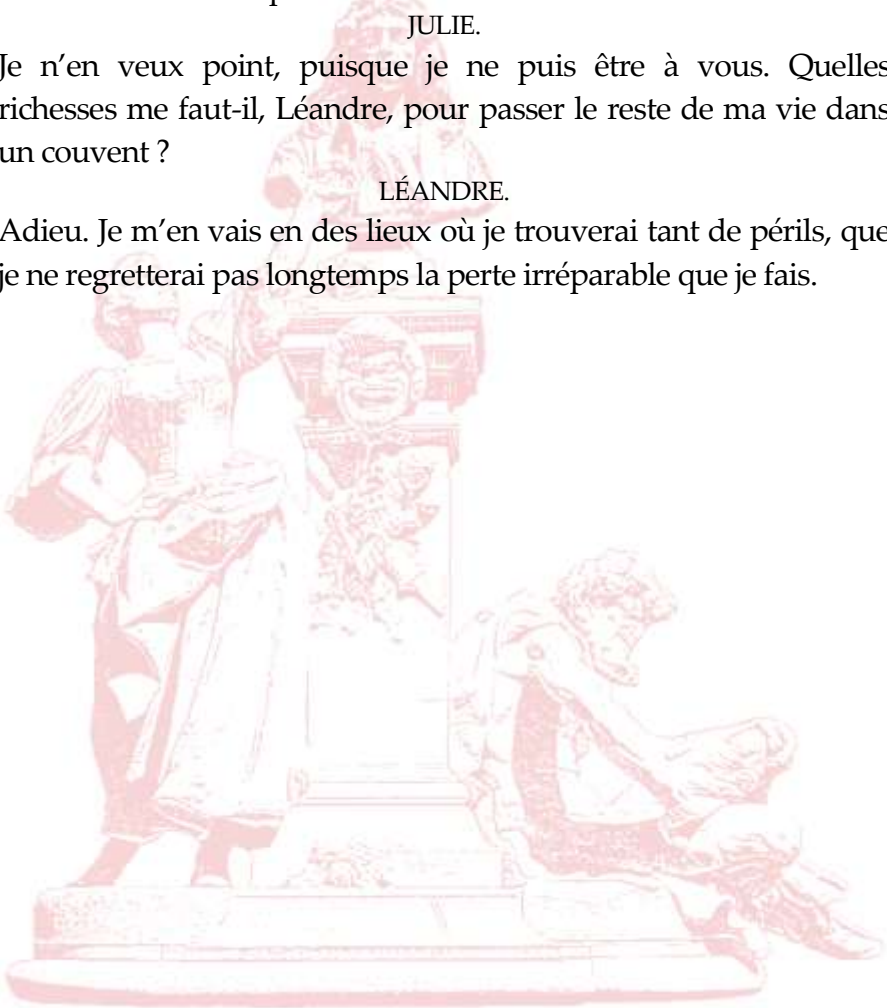 JULIE.
Je n’en veux point, puisque je ne puis être à vous. Quelles
richesses me faut-il, Léandre, pour passer le reste de ma vie dans
un couvent ?
LÉANDRE.
Adieu. Je m’en vais en des lieux où je trouverai tant de périls, que
je ne regretterai pas longtemps la perte irréparable que je fais.